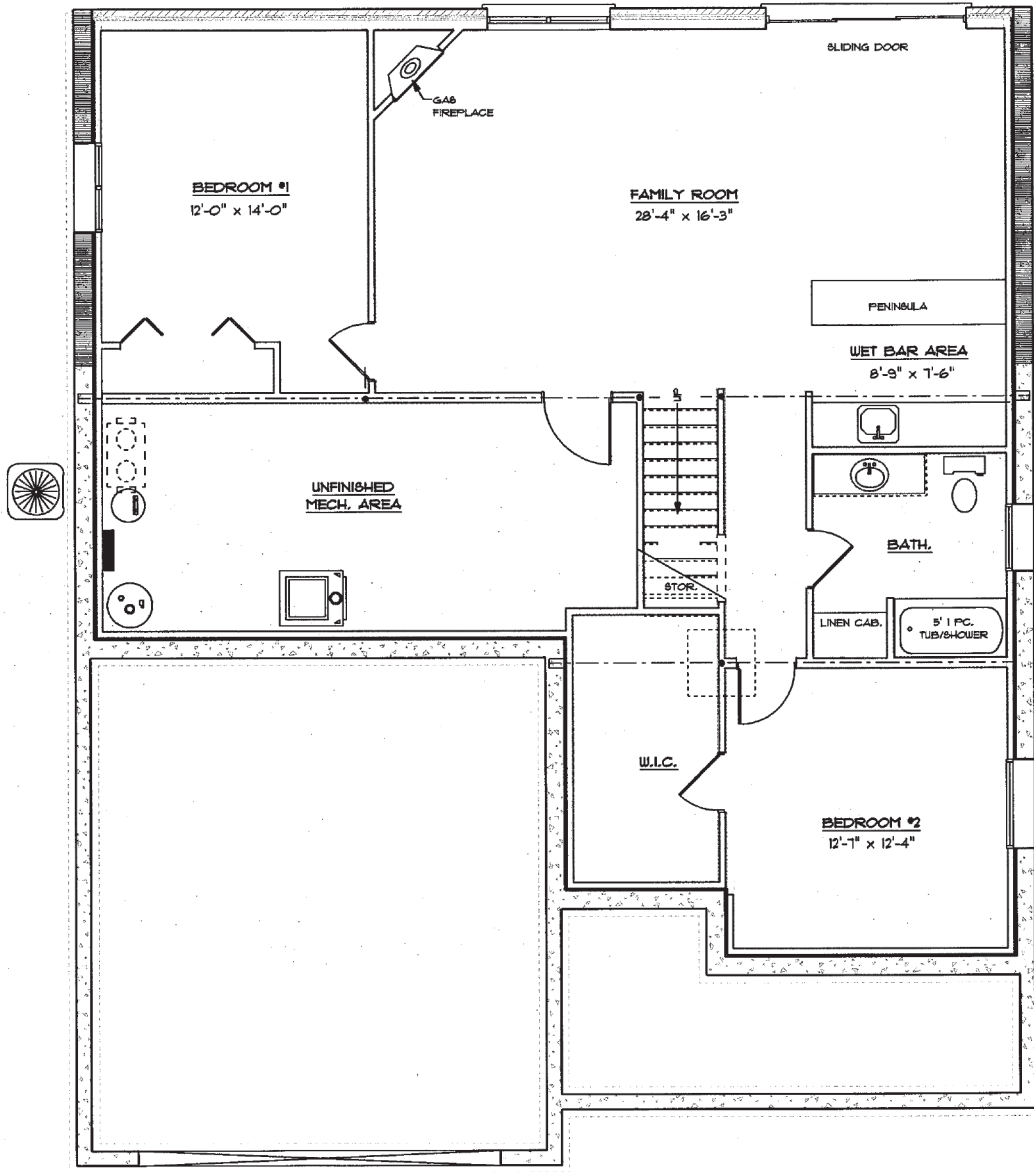 SLIDING DOOR
GAS
FIREPLACE
BEDROOM #1
12'-0" x 14'-0"
FAMILY ROOM
28'-4" x 16'-3"
PENINSULA
WET BAR AREA
8'-9" x 7'-6"
UP
UNFINISHED
MECH. AREA
BATH.
STOR.
LINEN CAB.
5' 1 PC.
TUB/SHOWER
W.I.C.
BEDROOM #2
12'-7" x 12'-4"